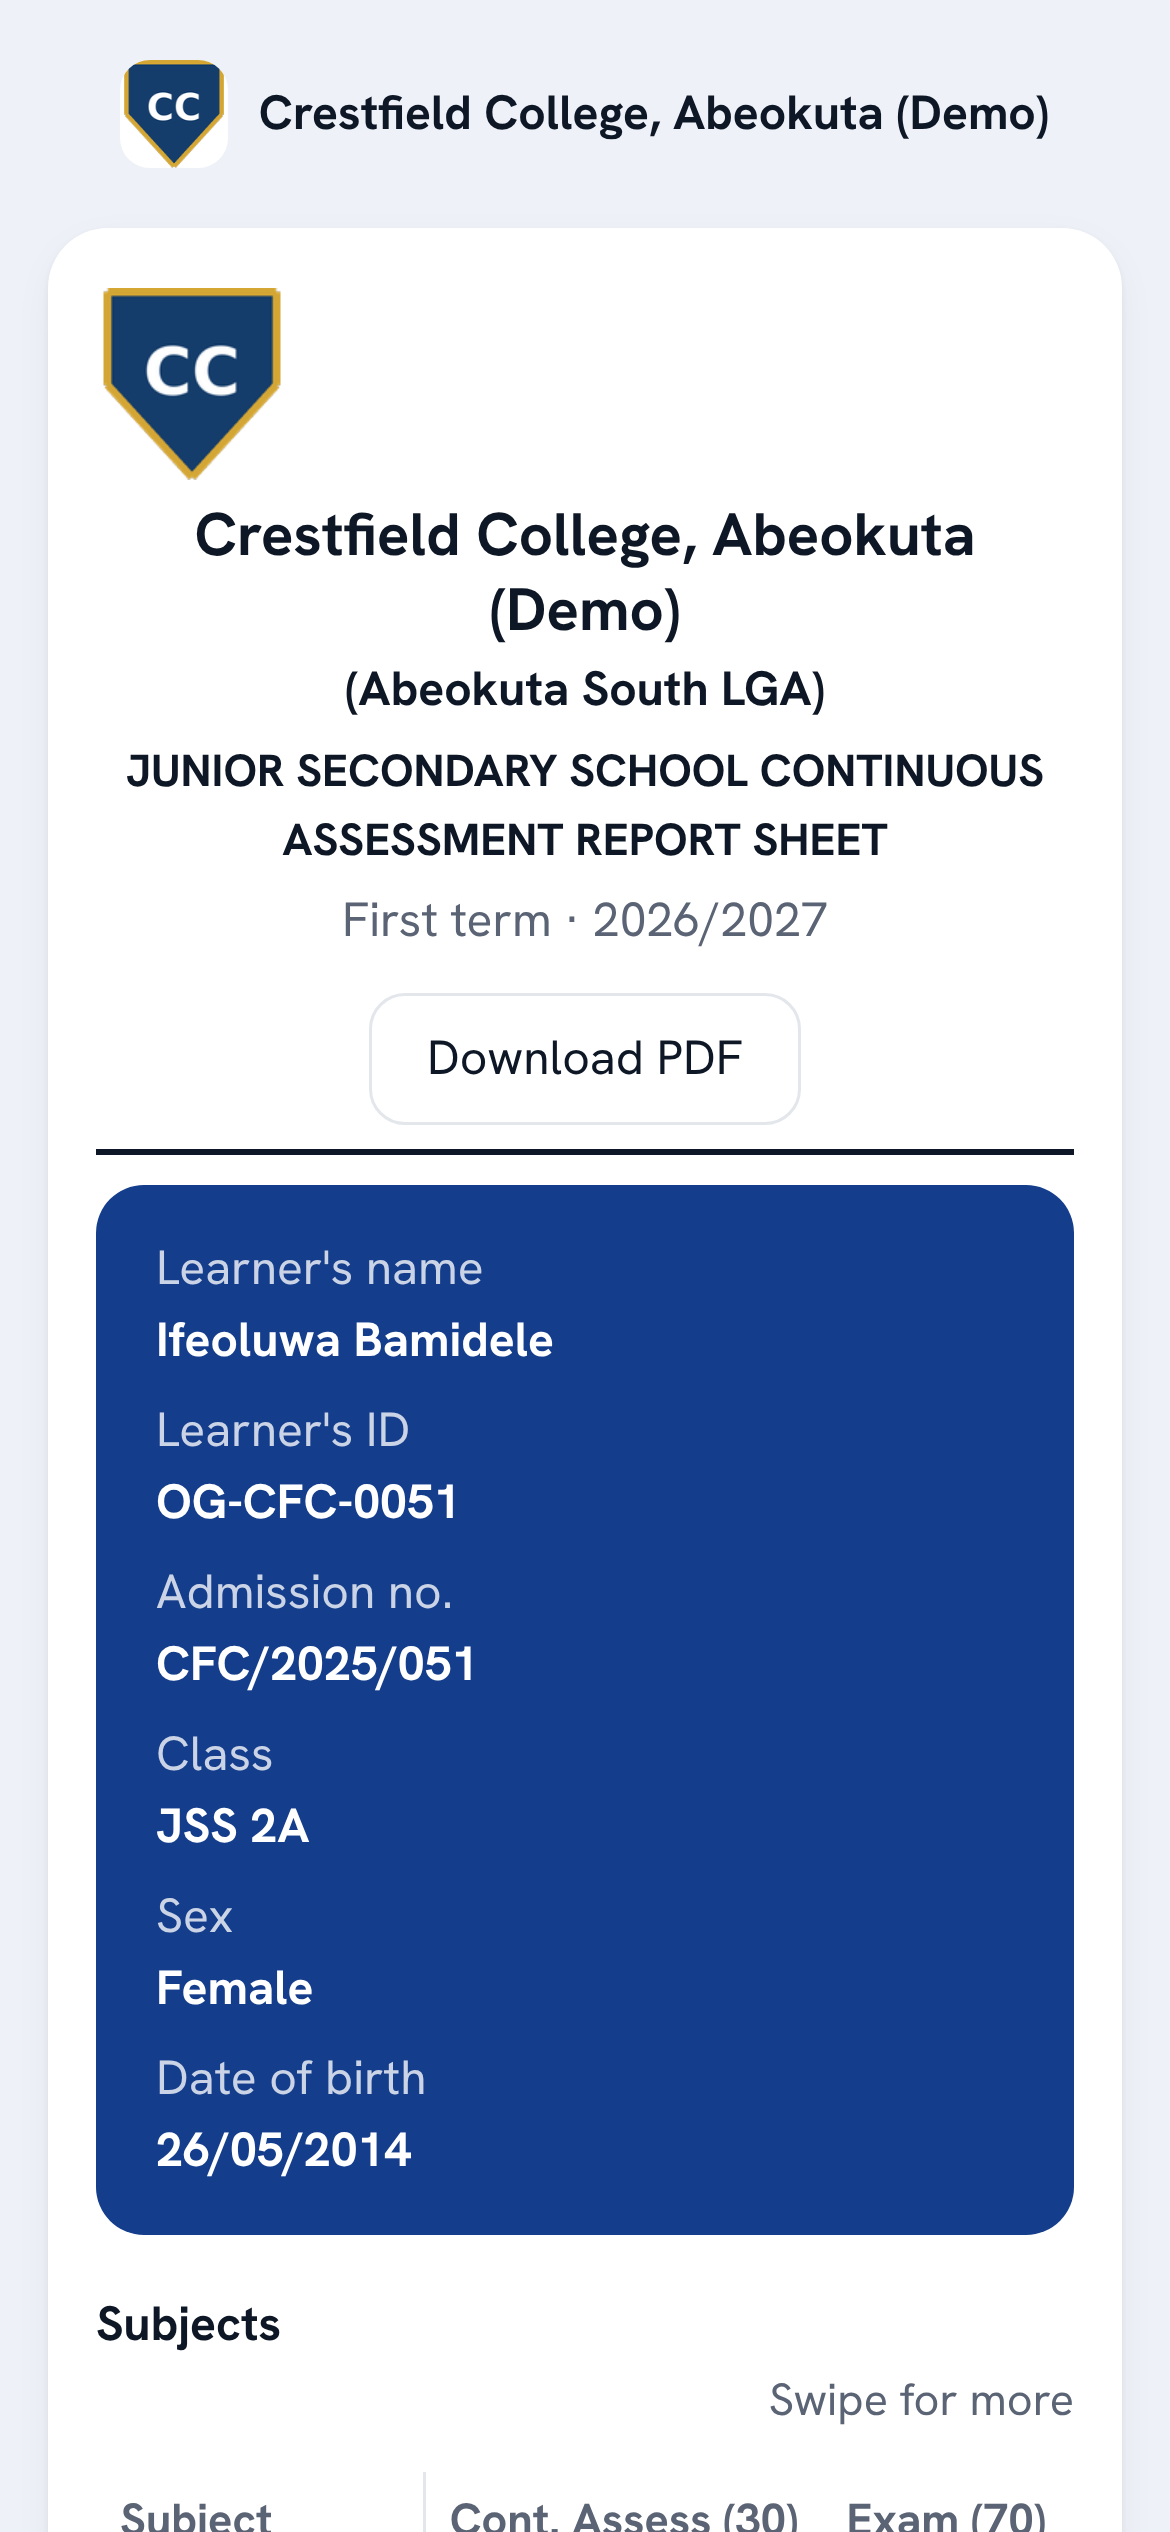 CC
Crestfield College, Abeokuta (Demo)
CC
Crestfield College, Abeokuta
(Demo)
(Abeokuta South LGA)
JUNIOR SECONDARY SCHOOL CONTINUOUS
ASSESSMENT REPORT SHEET
First term · 2026/2027
Download PDF
Learner's name
Ifeoluwa Bamidele
Learner's ID
OG-CFC-0051
Admission no.
CFC/2025/051
Class
JSS 2A
Sex
Female
Date of birth
26/05/2014
Subjects
Swipe for more
Subject Cont. Assess (30) Exam (70)